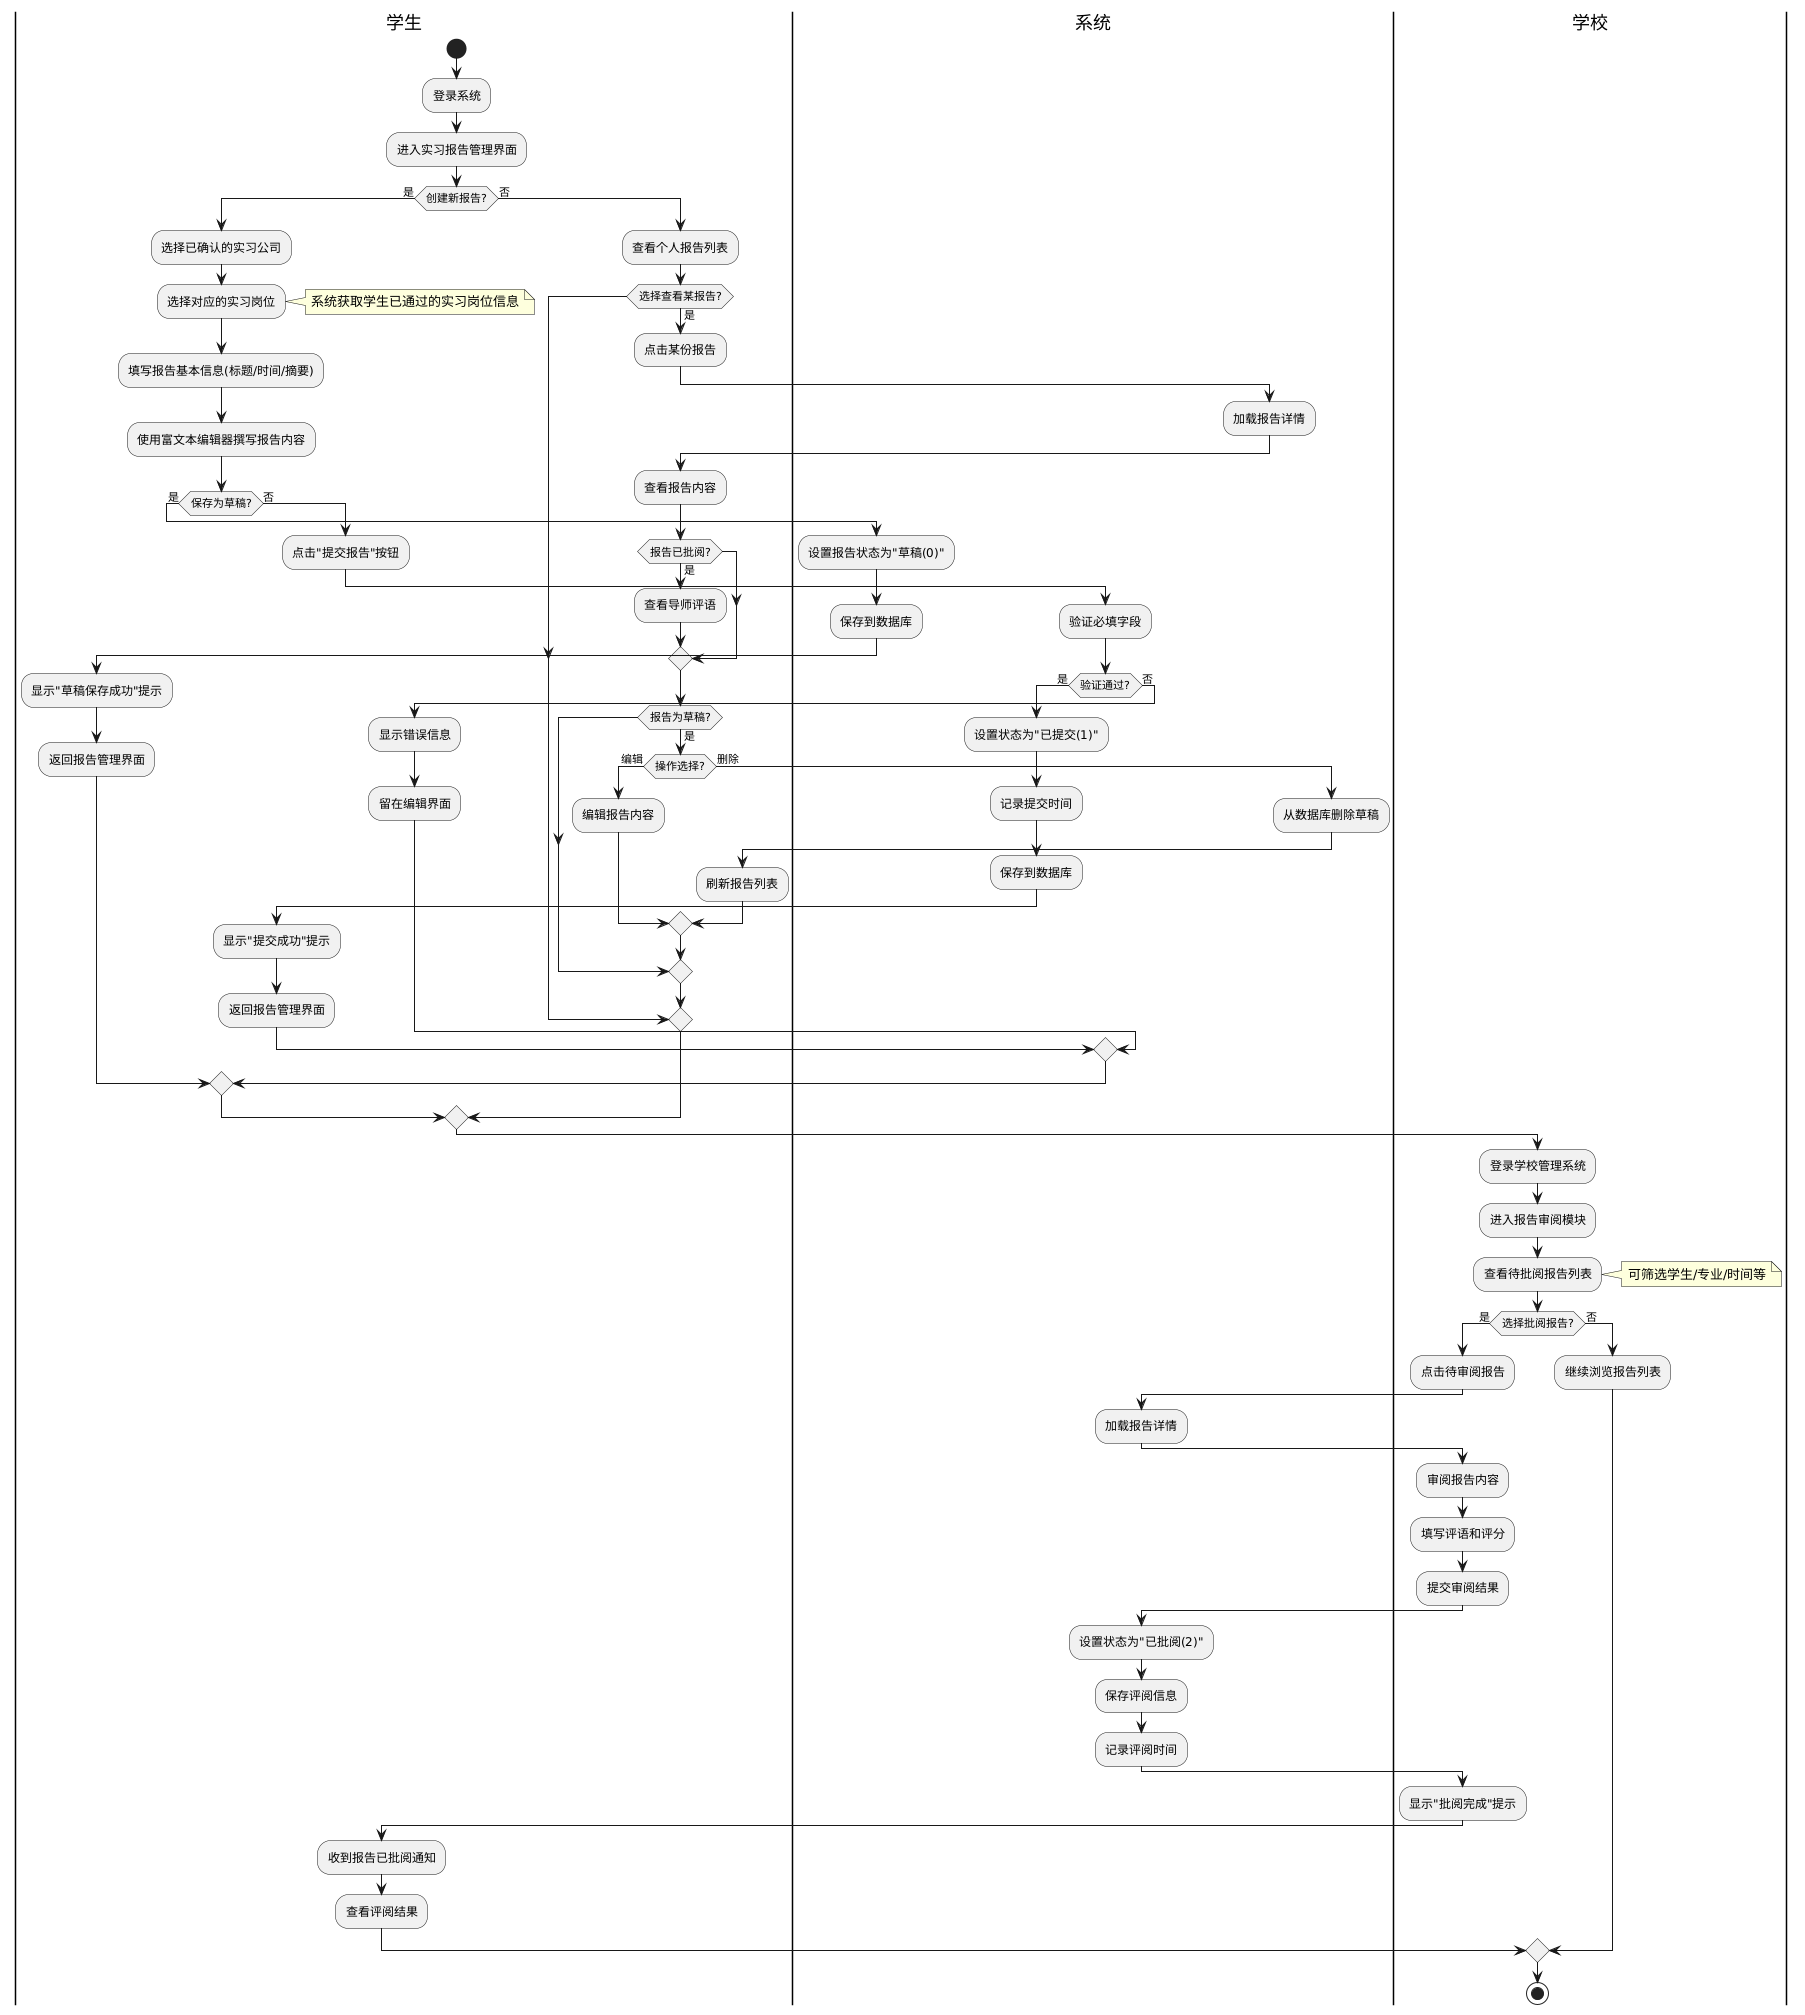 学生
系统
学校
登录系统
进入实习报告管理界面
是
创建新报告?
否
选择已确认的实习公司
查看个人报告列表
选择对应的实习岗位
系统获取学生已通过的实习岗位信息
选择查看某报告?
是
点击某份报告
填写报告基本信息(标题/时间/摘要)
加载报告详情
使用富文本编辑器撰写报告内容
查看报告内容
是
保存为草稿?
否
点击"提交报告"按钮
报告已批阅?
是
设置报告状态为"草稿(0)"
查看导师评语
保存到数据库
验证必填字段
显示"草稿保存成功"提示
是
验证通过?
否
显示错误信息
报告为草稿?
是
设置状态为"已提交(1)"
返回报告管理界面
编辑
操作选择?
删除
留在编辑界面
编辑报告内容
记录提交时间
从数据库删除草稿
刷新报告列表
保存到数据库
显示"提交成功"提示
返回报告管理界面
登录学校管理系统
进入报告审阅模块
查看待批阅报告列表
可筛选学生/专业/时间等
是
选择批阅报告?
否
点击待审阅报告
继续浏览报告列表
加载报告详情
审阅报告内容
填写评语和评分
提交审阅结果
设置状态为"已批阅(2)"
保存评阅信息
记录评阅时间
显示"批阅完成"提示
收到报告已批阅通知
查看评阅结果